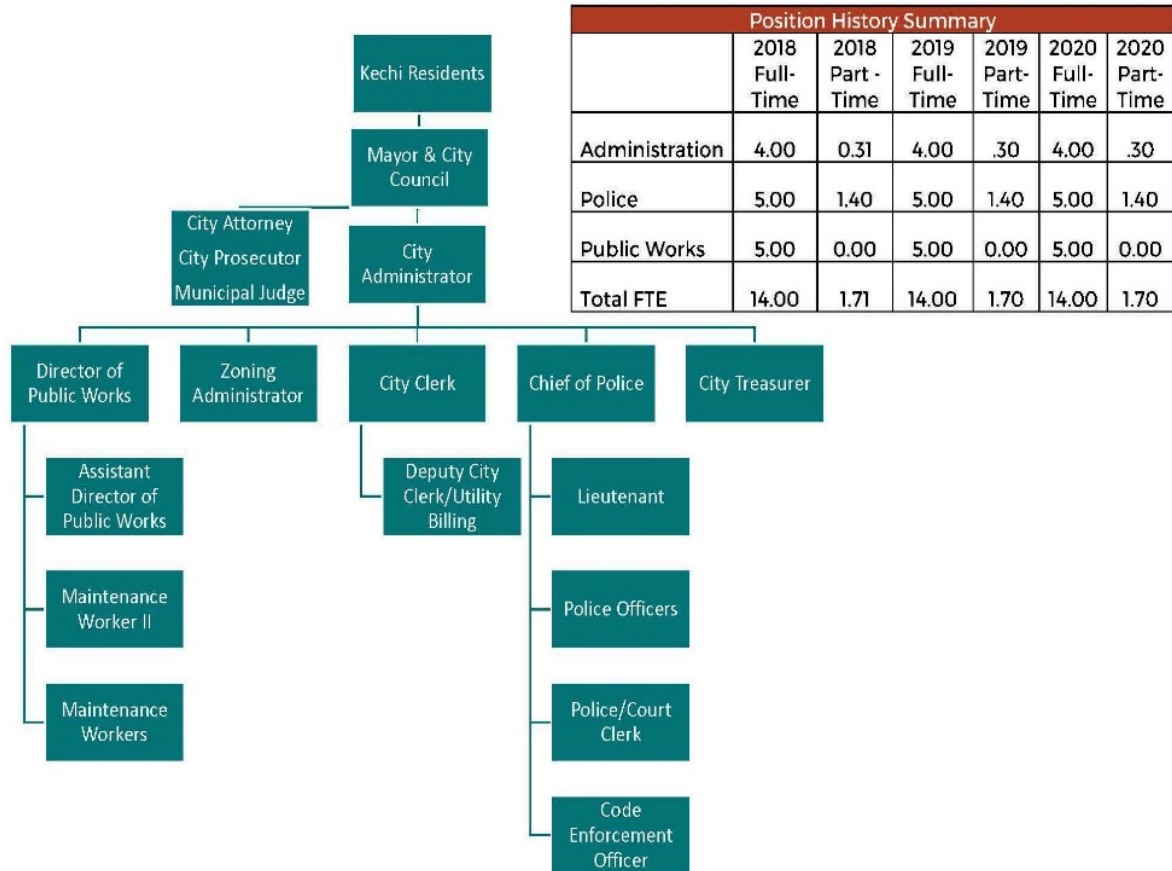 Position History Summary
2018 Full-Time 2018 Part - Time 2019 Full-Time 2019 Part-Time 2020 Full-Time 2020 Part-Time
Administration 4.00 0.31 4.00 .30 4.00 .30
Police 5.00 1.40 5.00 1.40 5.00 1.40
Public Works 5.00 0.00 5.00 0.00 5.00 0.00
Total FTE 14.00 1.71 14.00 1.70 14.00 1.70
Kechi Residents
Mayor & City
Council
City Attorney
City Prosecutor
Municipal Judge
City
Administrator
Director of
Public Works
Zoning
Administrator
City Clerk
Chief of Police
City Treasurer
Assistant
Director of
Public Works
Maintenance
Worker II
Maintenance
Workers
Deputy City
Clerk/Utility
Billing
Lieutenant
Police Officers
Police/Court
Clerk
Code
Enforcement
Officer